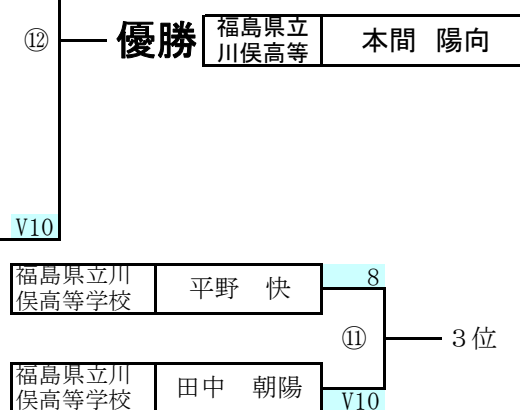 ⑫
優勝
福島県立
川俣高等
本間 陽向
V10
福島県立川
俣高等学校
平野 快
8
⑪
3位
福島県立川
俣高等学校
田中 朝陽
V10